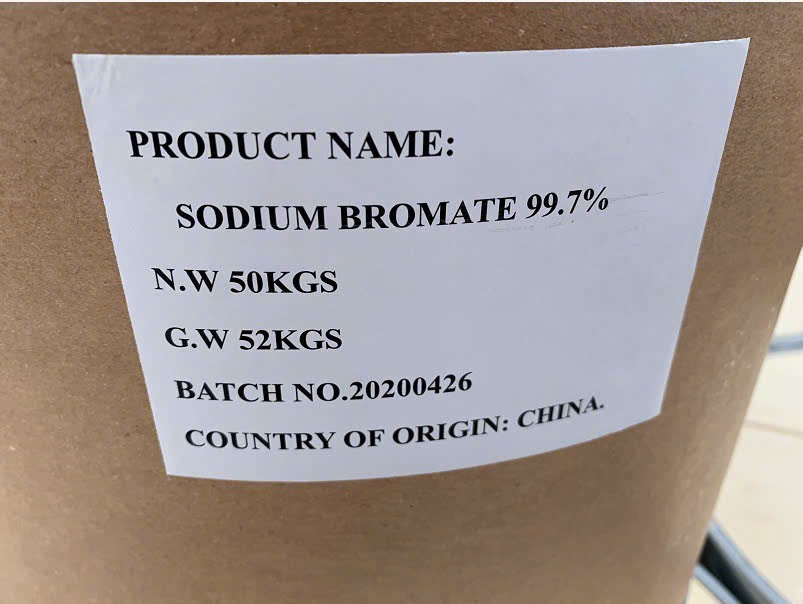 PRODUCT NAME:
SODIUM BROMATE 99.7%
N.W 50KGS
G.W 52KGS
BATCH NO.20200426
COUNTRY OF ORIGIN: CHINA.